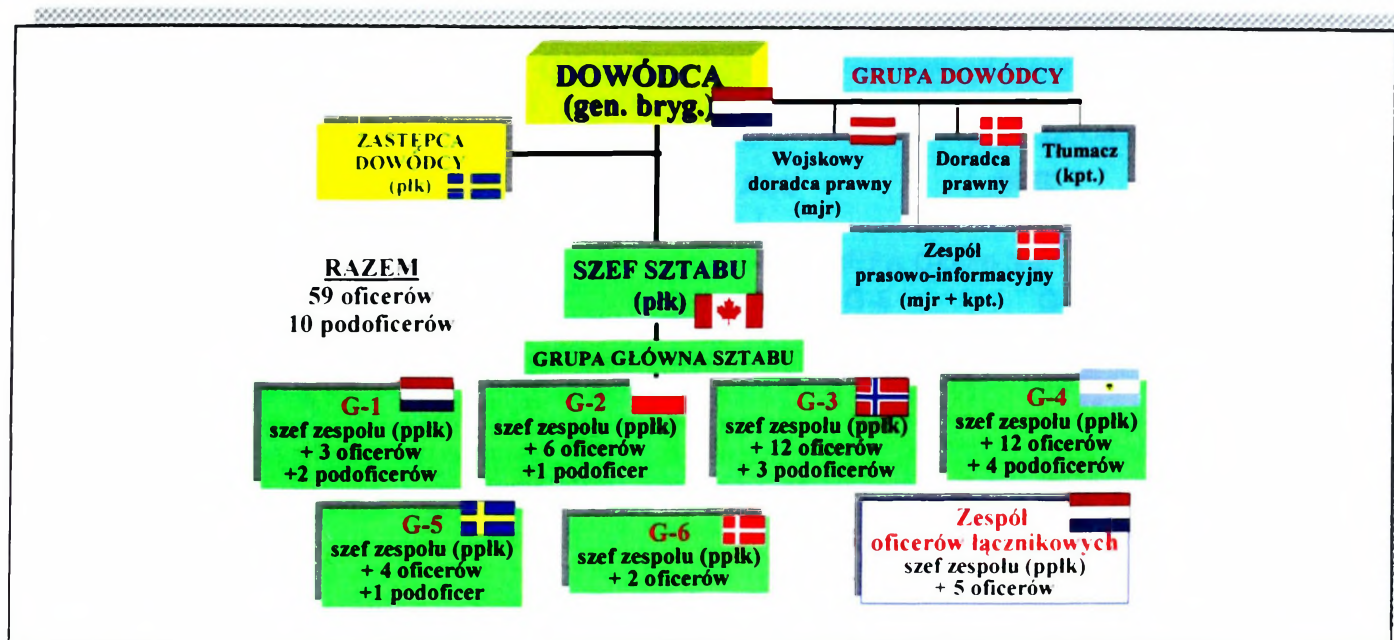 DOWÓDCA
(gen. bryg.)
GRUPA DOWÓDCY
ZASTĘPCA
DOWÓDCY
(płk)
Wojskowy
doradca prawny
(mjr)
Doradca
prawny
Tłumacz
(kpt.)
Zespół
prasowo-informacyjny
(mjr + kpt.)
RAZEM
59 oficerów
10 podoficerów
SZEF SZTABU
(płk)
GRUPA GŁÓWNA SZTABU
G-1
szef zespołu (ppłk)
+ 3 oficerów
+2 podoficerów
G-2
szef zespołu (ppłk)
+ 6 oficerów
+1 podoficer
G-3
szef zespołu (ppłk)
+ 12 oficerów
+ 3 podoficerów
G-4
szef zespołu (ppłk)
+ 12 oficerów
+ 4 podoficerów
G-5
szef zespołu (ppłk)
+ 4 oficerów
+1 podoficer
G-6
szef zespołu (ppłk)
+ 2 oficerów
Zespół
oficerów łącznikowych
szef zespołu (ppłk)
+ 5 oficerów